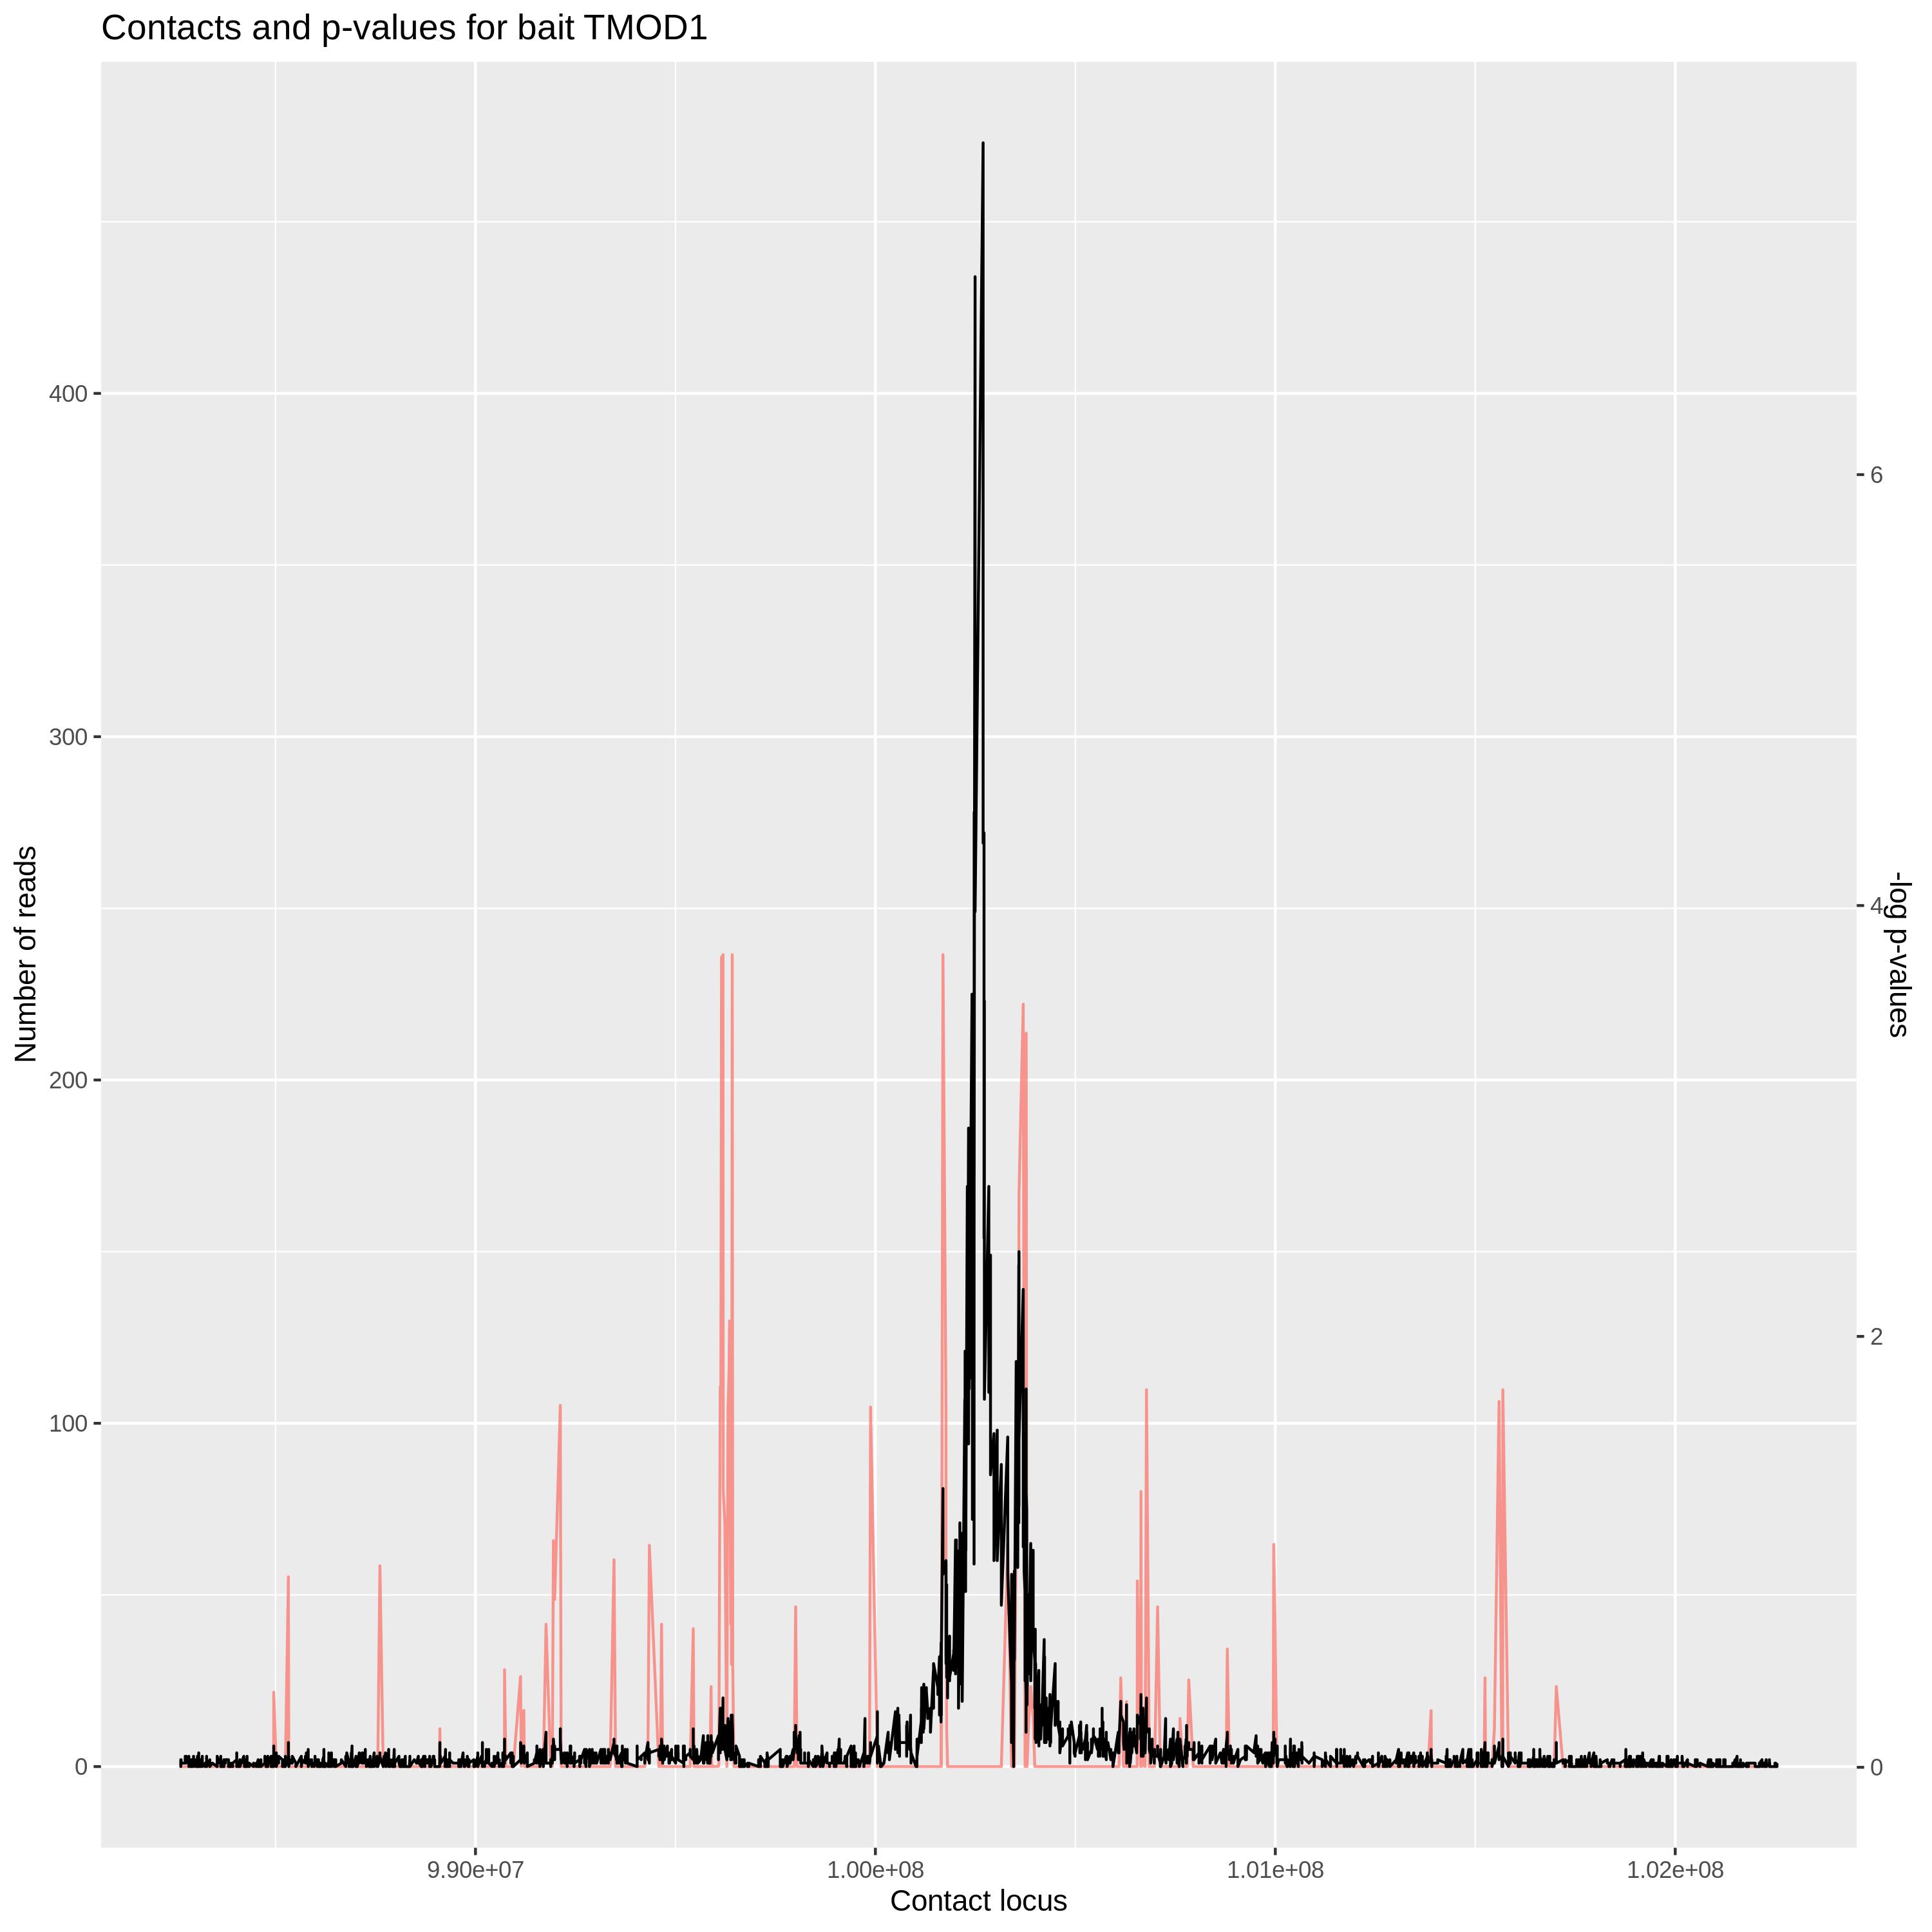 Contacts and p-values for bait TMOD1
Number of reads
400
300
200
100
0
6
4
2
0
-log p-values
9.90e+07
1.00e+08
1.01e+08
1.02e+08
Contact locus